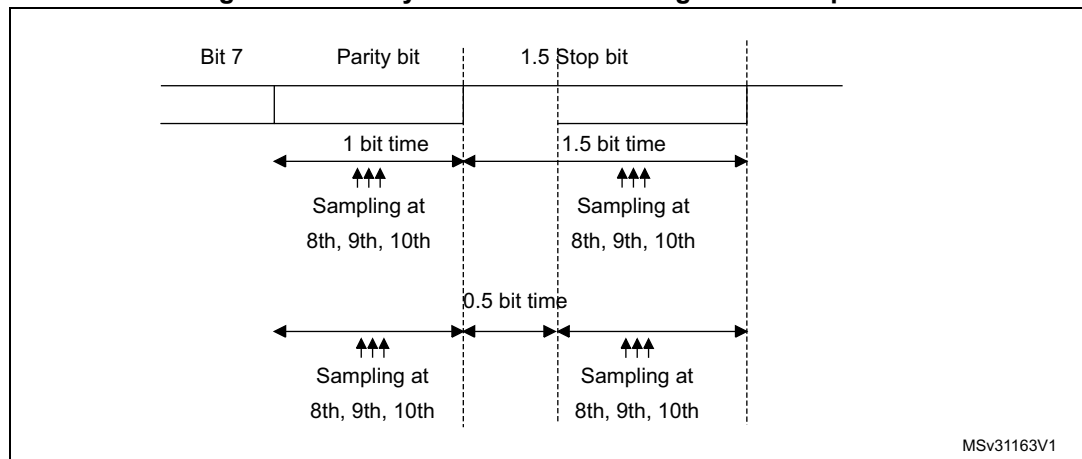 Bit 7 Parity bit 1.5 Stop bit
1 bit time 1.5 bit time
Sampling at Sampling at
8th, 9th, 10th 8th, 9th, 10th
0.5 bit time
Sampling at Sampling at
8th, 9th, 10th 8th, 9th, 10th
MSv31163V1